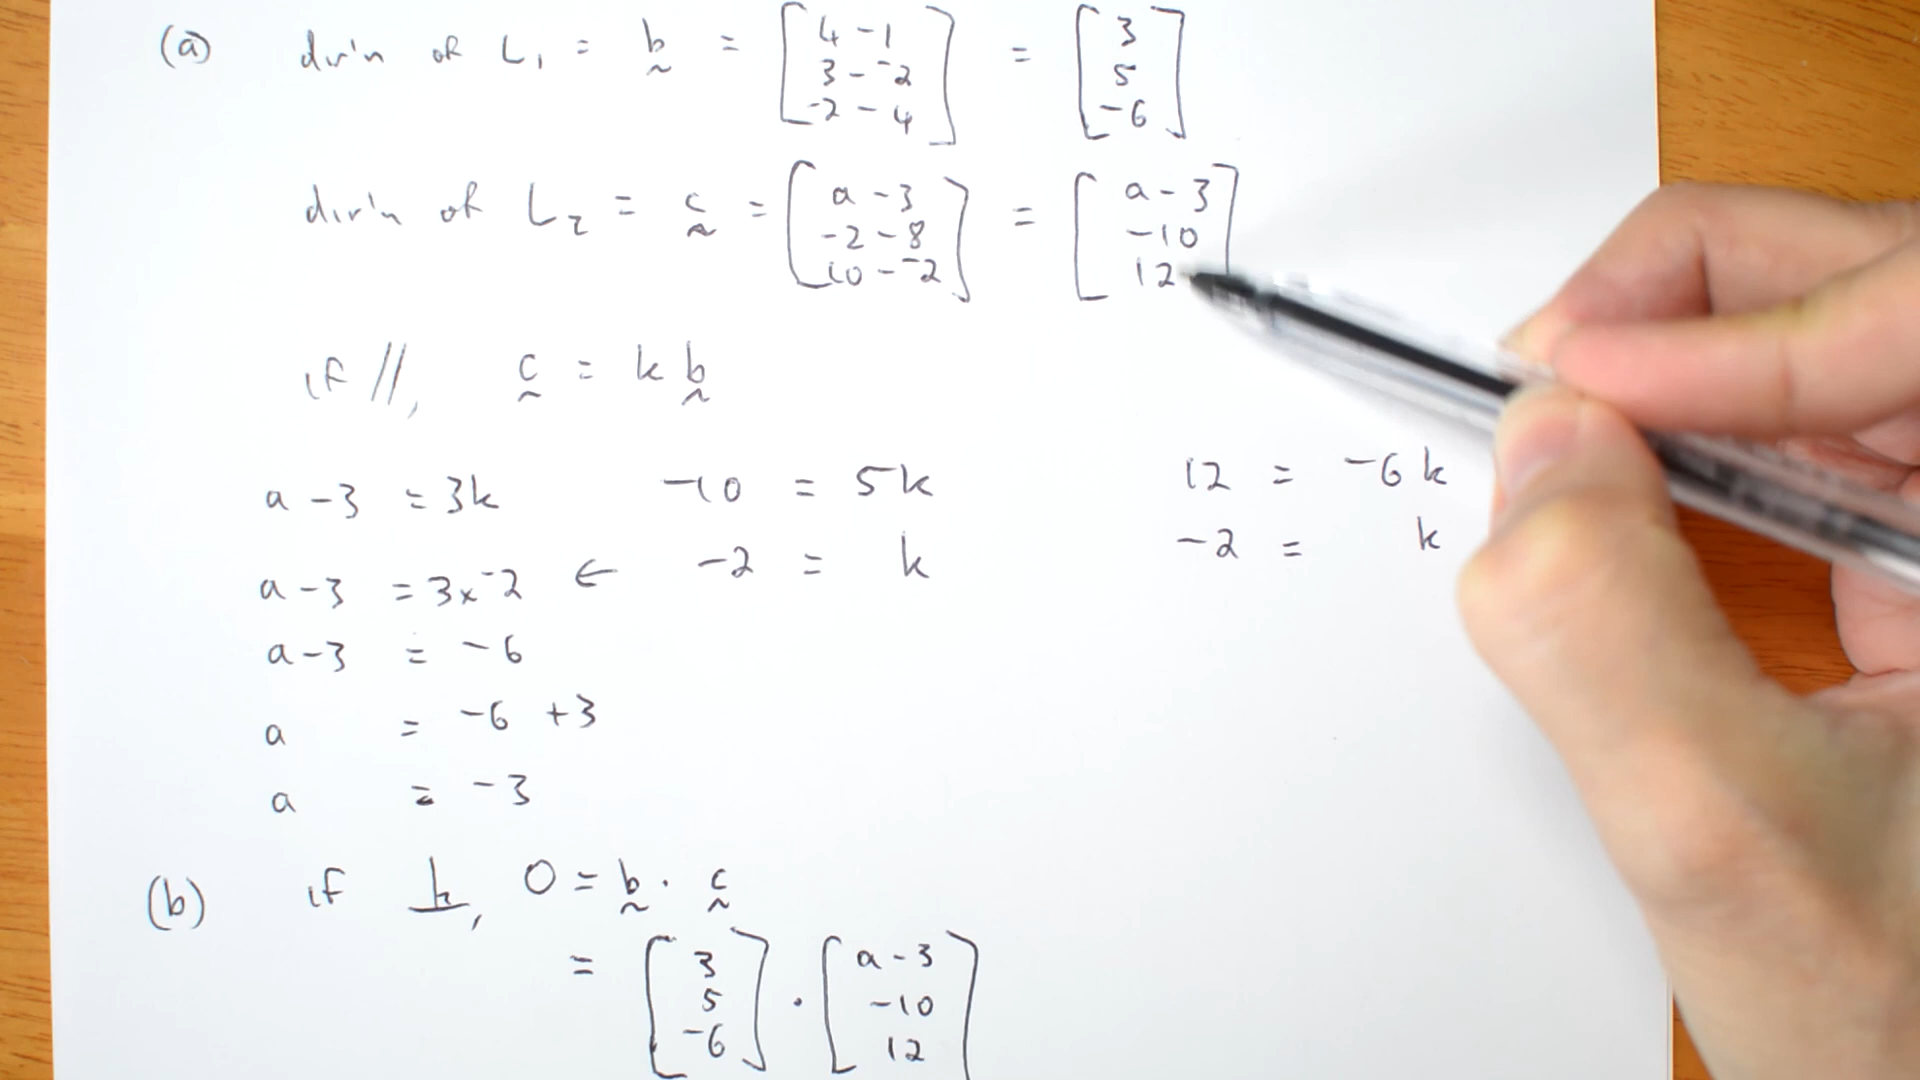 (a) dir'n of L₁ = b = [4 - 1, 3 - ⁻2, ⁻2 - 4] = [3, 5, ⁻6]
dir'n of L₂ = c = [a - 3, -2 - 8, 10 - ⁻2] = [a - 3, -10, 12]
if //, c = k b
a - 3 = 3k -10 = 5k 12 = -6k
a - 3 = 3x⁻2 ← -2 = k -2 = k
a - 3 = -6
a = -6 + 3
a = -3
(b) if ⊥, 0 = b · c
= [3, 5, -6] · [a - 3, -10, 12]